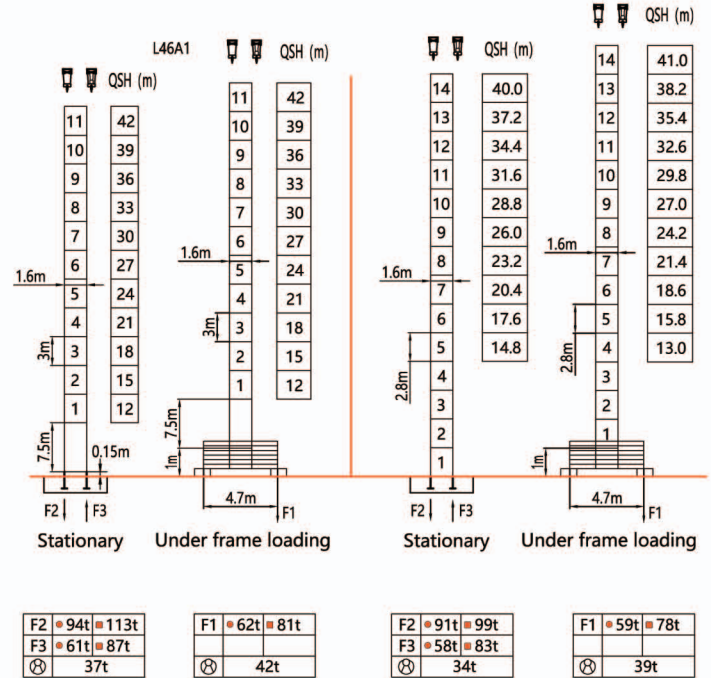 L46A1
QSH (m)
11 42
10 39
9 36
8 33
7 30
6 27
5 24
4 21
3 18
2 15
1 12
1.6m
3m
7.5m
0.15m
F2 F3
Stationary
QSH (m)
11 42
10 39
9 36
8 33
7 30
6 27
5 24
4 21
3 18
2 15
1 12
1.6m
3m
7.5m
1m
4.7m
F1
Under frame loading
QSH (m)
14 40.0
13 37.2
12 34.4
11 31.6
10 28.8
9 26.0
8 23.2
7 20.4
6 17.6
5 14.8
4
3
2
1
1.6m
2.8m
F2 F3
Stationary
QSH (m)
14 41.0
13 38.2
12 35.4
11 32.6
10 29.8
9 27.0
8 24.2
7 21.4
6 18.6
5 15.8
4 13.0
3
2
1
1.6m
2.8m
1m
4.7m
F1
Under frame loading
F2 94t 113t
F3 61t 87t
37t
F1 62t 81t
42t
F2 91t 99t
F3 58t 83t
34t
F1 59t 78t
39t